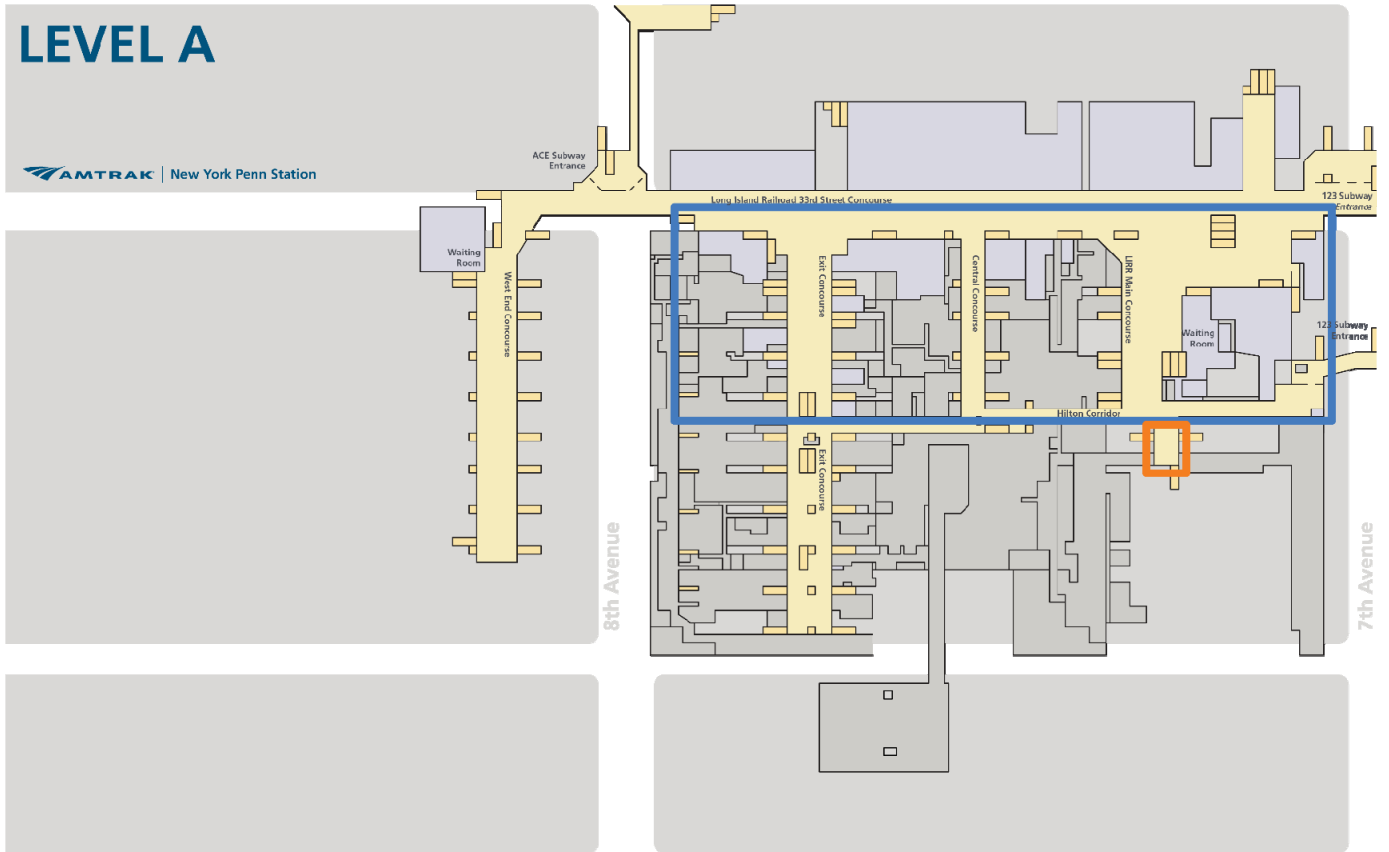 LEVEL A
AMTRAK | New York Penn Station
ACE Subway
Entrance
Long Island Railroad 33rd Street Concourse
123 Subway
Entrance
Waiting
Room
West End Concourse
Exit Concourse
Central Concourse
LIRR Main Concourse
Waiting
Room
123 Subway
Entrance
Hilton Corridor
Exit Concourse
8th Avenue
7th Avenue